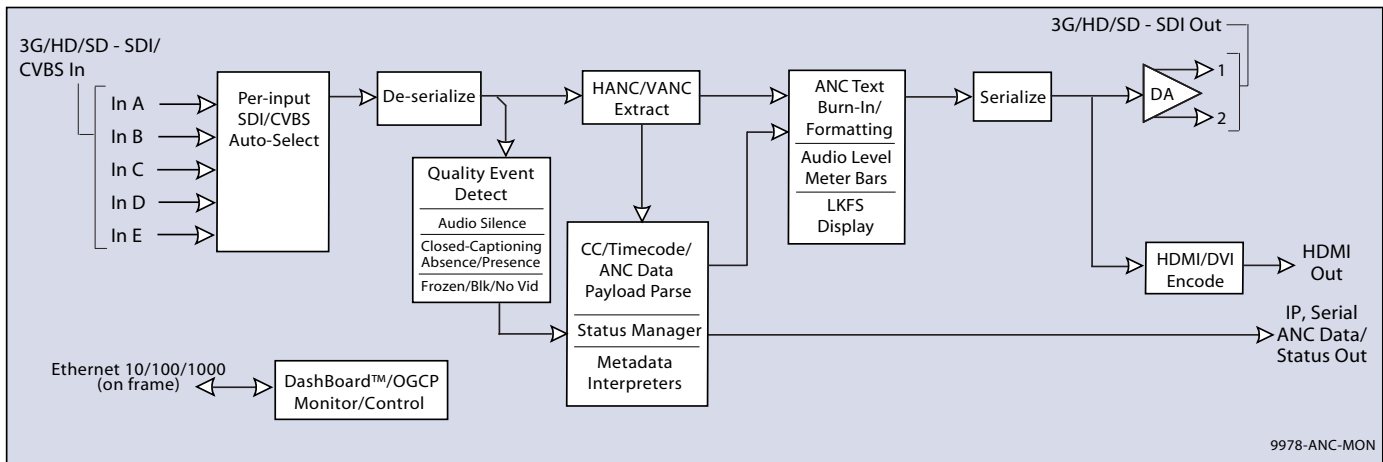 3G/HD/SD - SDI/
CVBS In
In A
In B
In C
In D
In E
Per-input
SDI/CVBS
Auto-Select
De-serialize
HANC/VANC
Extract
ANC Text
Burn-In/
Formatting
Audio Level
Meter Bars
LKFS
Display
Serialize
3G/HD/SD - SDI Out
DA
1
2
Quality Event
Detect
Audio Silence
Closed-Captioning
Absence/Presence
Frozen/Blk/No Vid
CC/Timecode/
ANC Data
Payload Parse
Status Manager
Metadata
Interpreters
HDMI/DVI
Encode
HDMI
Out
IP, Serial
ANC Data/
Status Out
Ethernet 10/100/1000
(on frame)
DashBoard™/OGCP
Monitor/Control
9978-ANC-MON